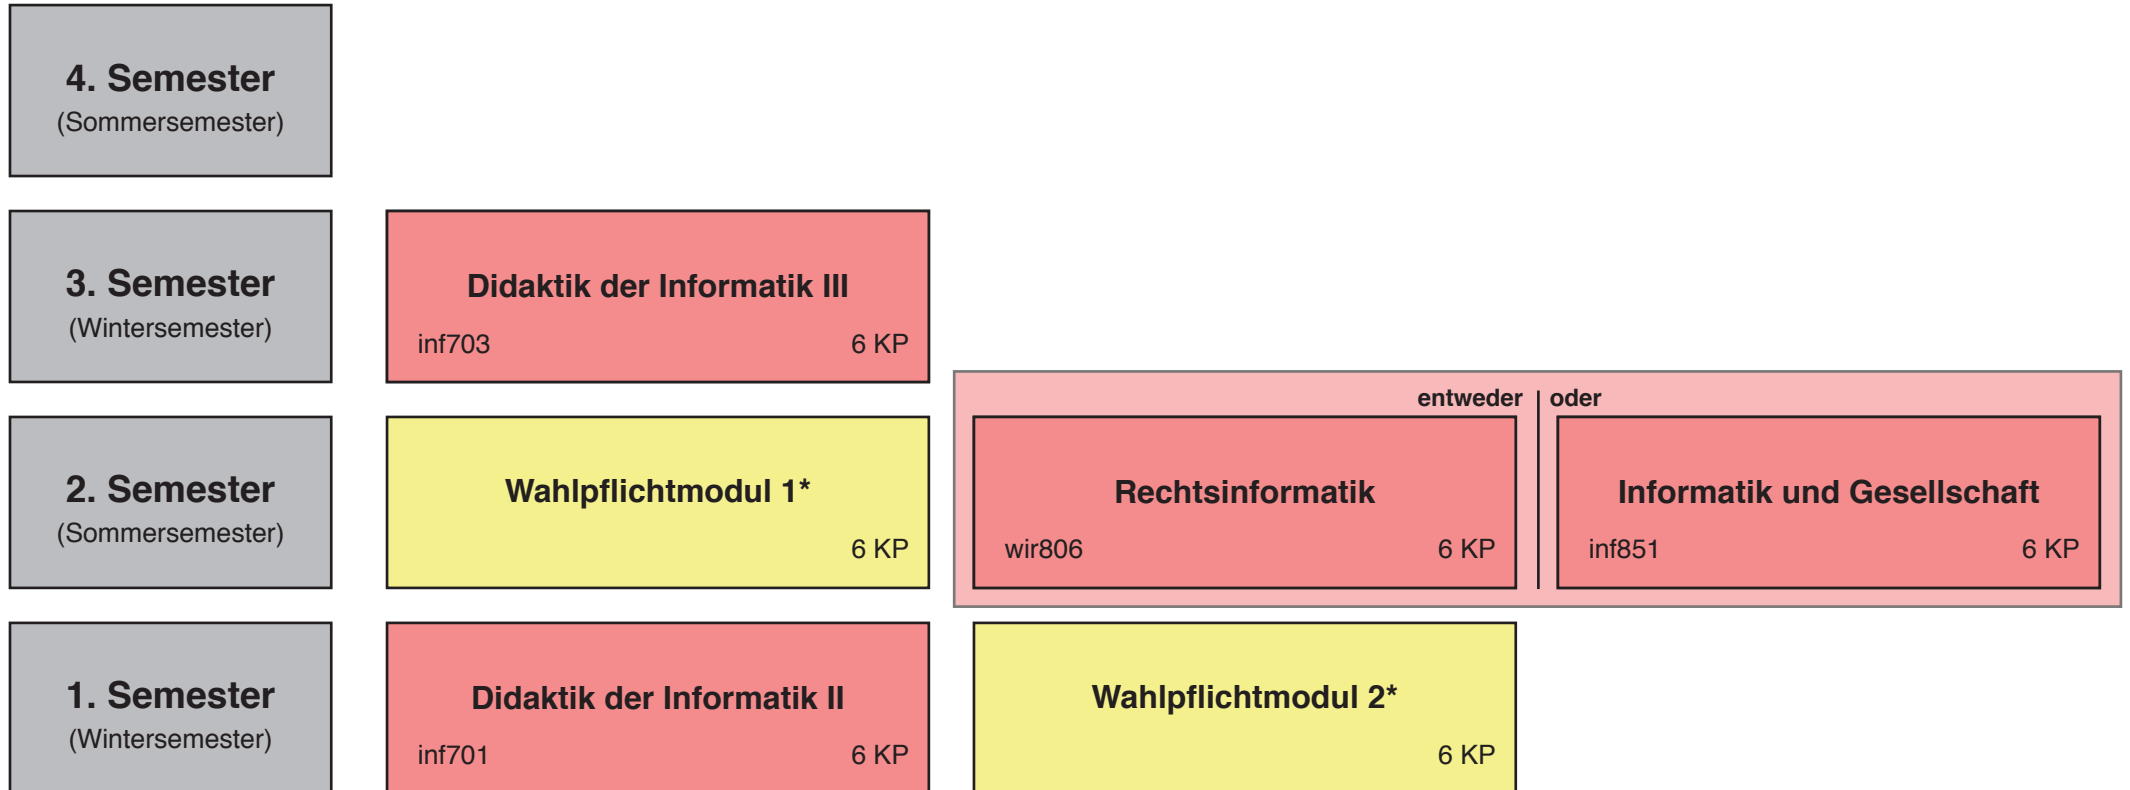 4. Semester
(Sommersemester)
3. Semester
(Wintersemester)
Didaktik der Informatik III
inf703 6 KP
entweder oder
2. Semester
(Sommersemester)
Wahlpflichtmodul 1*
6 KP
Rechtsinformatik
wir806 6 KP
Informatik und Gesellschaft
inf851 6 KP
1. Semester
(Wintersemester)
Didaktik der Informatik II
inf701 6 KP
Wahlpflichtmodul 2*
6 KP